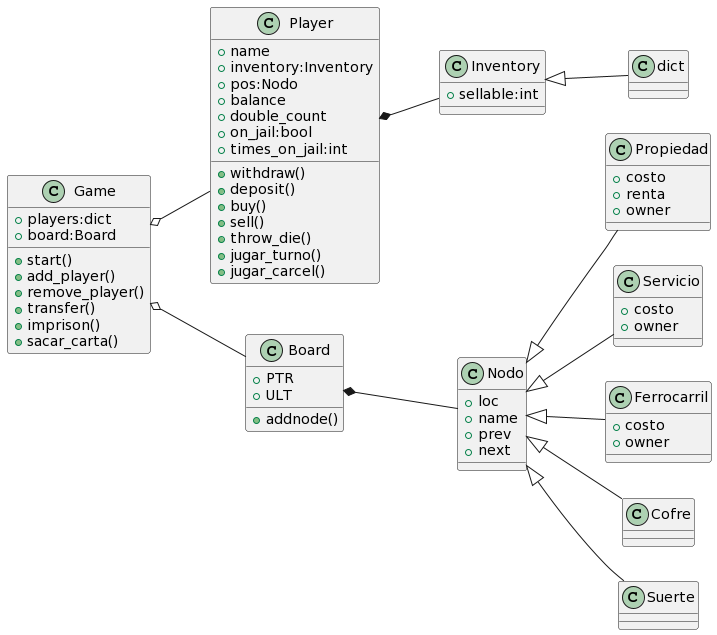 C Game
players:dict
board:Board
start()
add_player()
remove_player()
transfer()
imprison()
sacar_carta()
C Player
name
inventory:Inventory
pos:Nodo
balance
double_count
on_jail:bool
times_on_jail:int
withdraw()
deposit()
buy()
sell()
throw_die()
jugar_turno()
jugar_carcel()
C Board
PTR
ULT
addnode()
C Inventory
sellable:int
C dict
C Nodo
loc
name
prev
next
C Propiedad
costo
renta
owner
C Servicio
costo
owner
C Ferrocarril
costo
owner
C Cofre
C Suerte